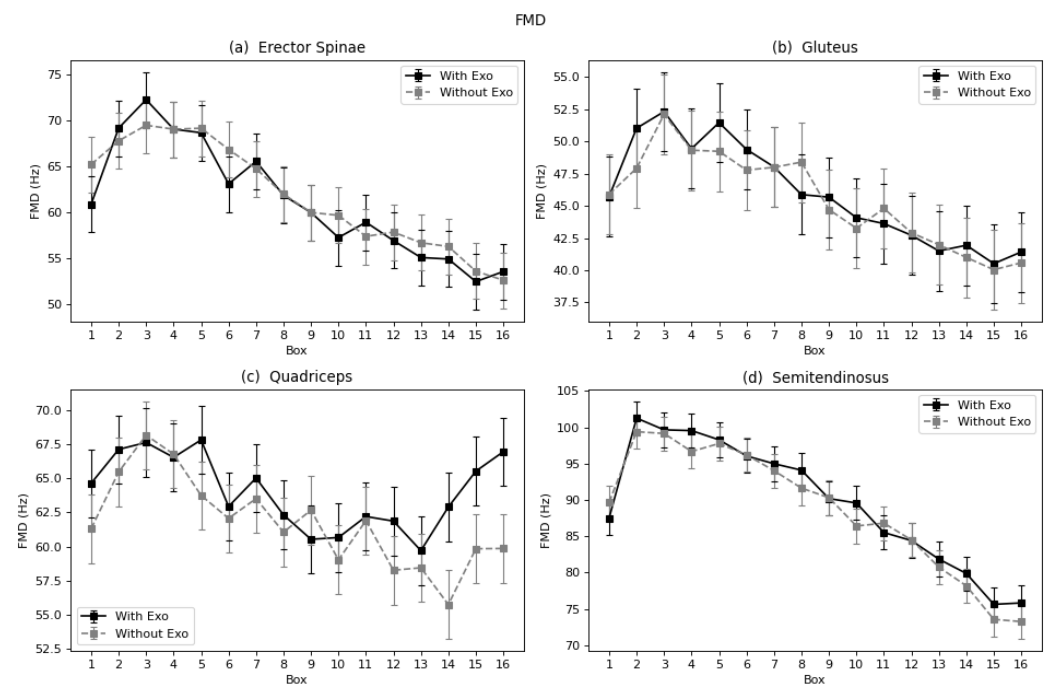 FMD
(a) Erector Spinae
75
70
65
60
55
50
FMD (Hz)
With Exo
Without Exo
1 2 3 4 5 6 7 8 9 10 11 12 13 14 15 16
Box
(b) Gluteus
55.0
52.5
50.0
47.5
45.0
42.5
40.0
37.5
FMD (Hz)
With Exo
Without Exo
1 2 3 4 5 6 7 8 9 10 11 12 13 14 15 16
Box
(c) Quadriceps
70.0
67.5
65.0
62.5
60.0
57.5
55.0
52.5
FMD (Hz)
With Exo
Without Exo
1 2 3 4 5 6 7 8 9 10 11 12 13 14 15 16
Box
(d) Semitendinosus
105
100
95
90
85
80
75
70
FMD (Hz)
With Exo
Without Exo
1 2 3 4 5 6 7 8 9 10 11 12 13 14 15 16
Box